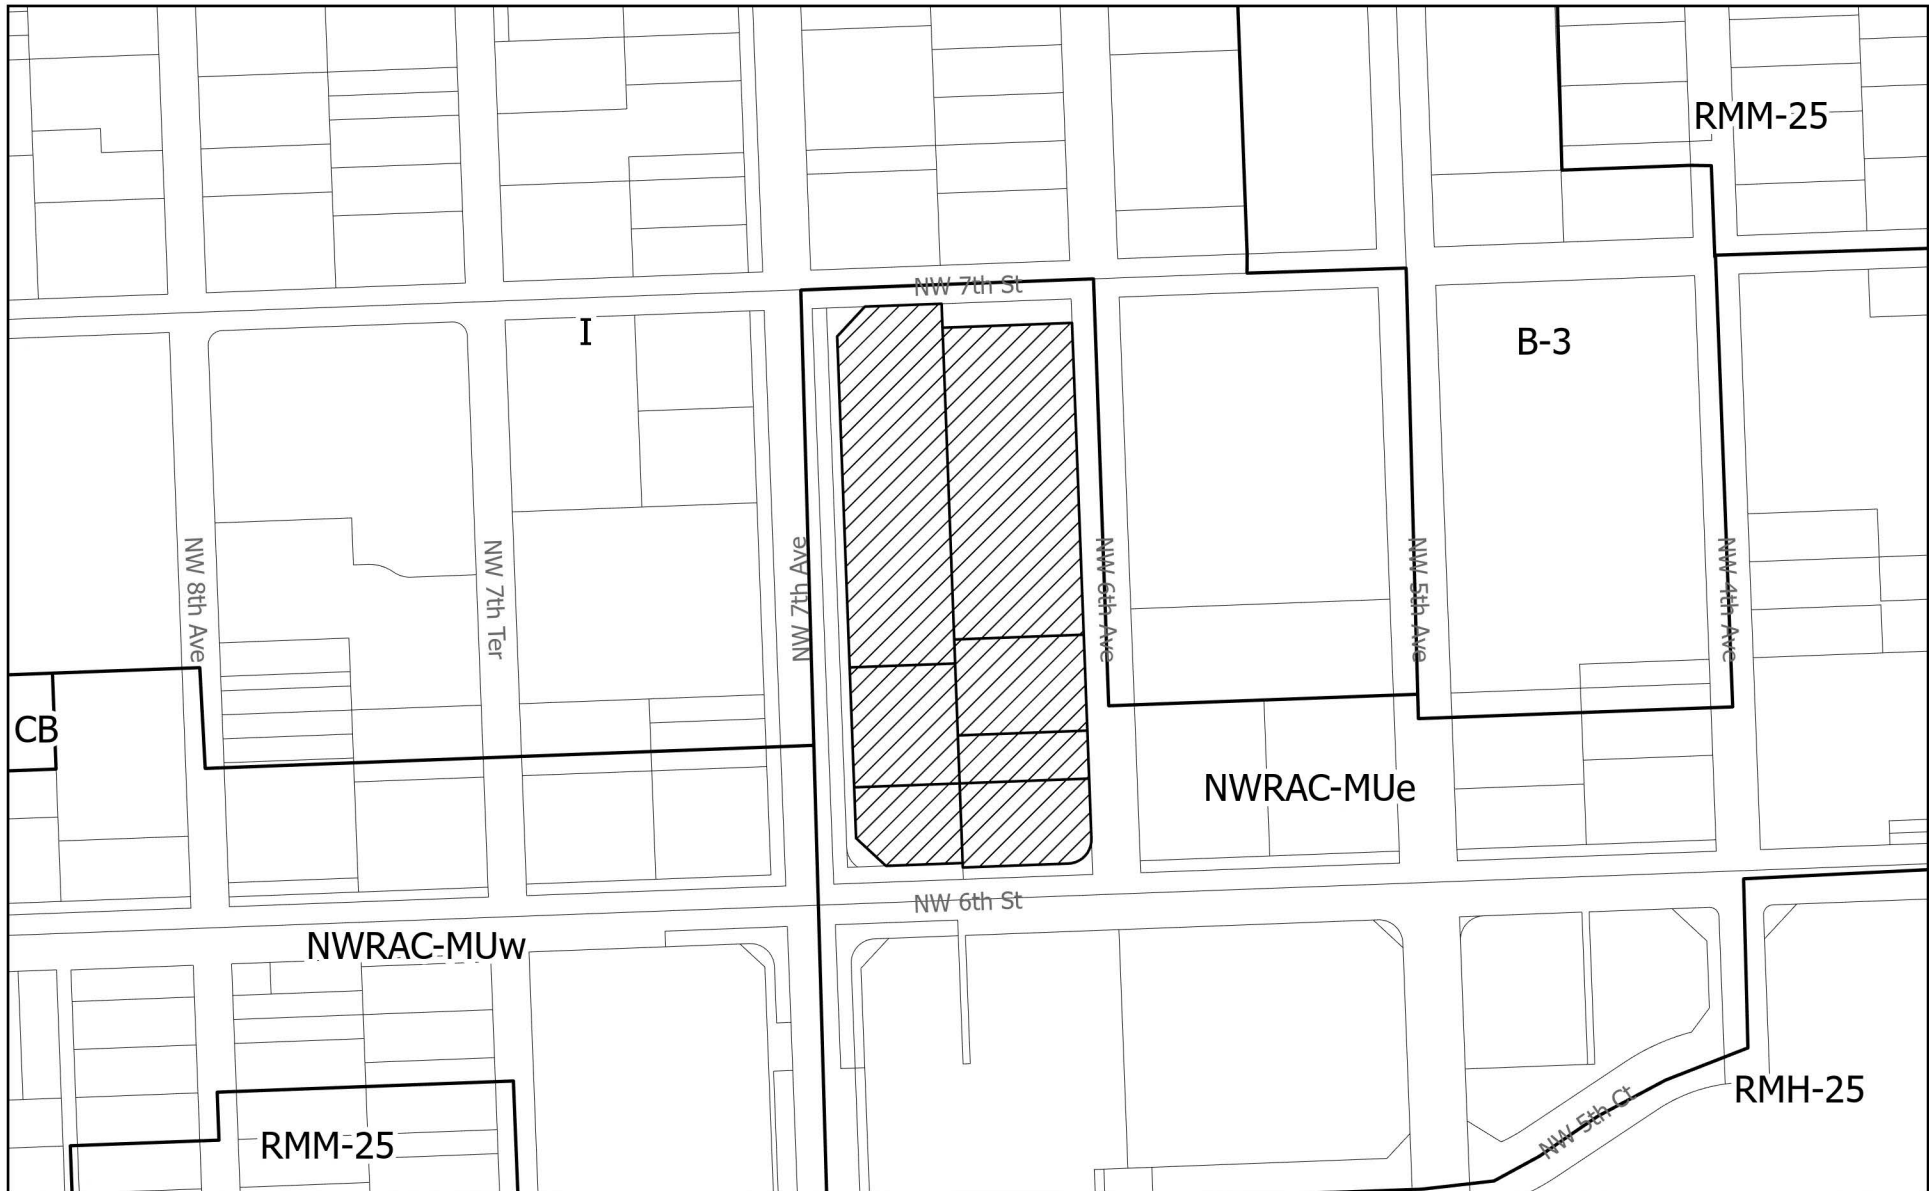 RMM-25
NW 7th St
I
B-3
NW 8th Ave
NW 7th Ter
NW 7th Ave
NW 6th Ave
NW 5th Ave
NW 4th Ave
CB
NWRAC-MUe
NW 6th St
NWRAC-MUw
RMH-25
NW 5th Ct
RMM-25